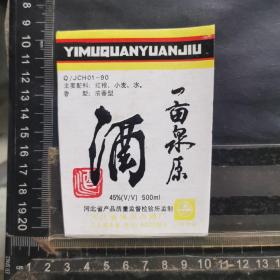 YIMUQUANYUANJIU
Q/JCH01-90
主要配料：红粮、小麦、水。
香型：浓香型
一亩泉原
酒
45%(V/V) 500ml
河北省产品质量监督检验所监制